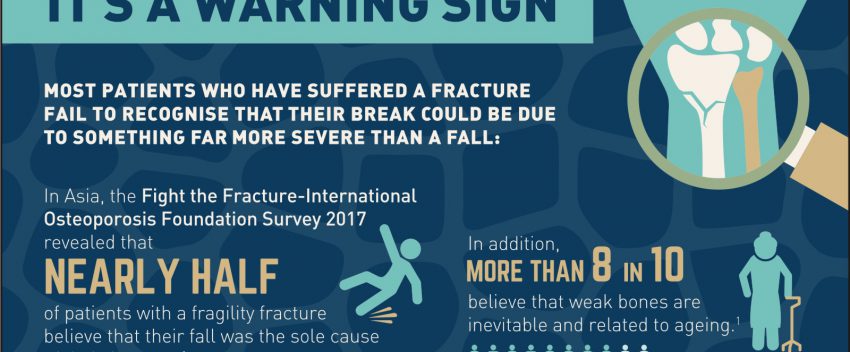 IT'S A WARNING SIGN
MOST PATIENTS WHO HAVE SUFFERED A FRACTURE
FAIL TO RECOGNISE THAT THEIR BREAK COULD BE DUE
TO SOMETHING FAR MORE SEVERE THAN A FALL:
In Asia, the Fight the Fracture-International
Osteoporosis Foundation Survey 2017
revealed that
NEARLY HALF
of patients with a fragility fracture
believe that their fall was the sole cause
In addition,
MORE THAN 8 IN 10
believe that weak bones are
inevitable and related to ageing.¹